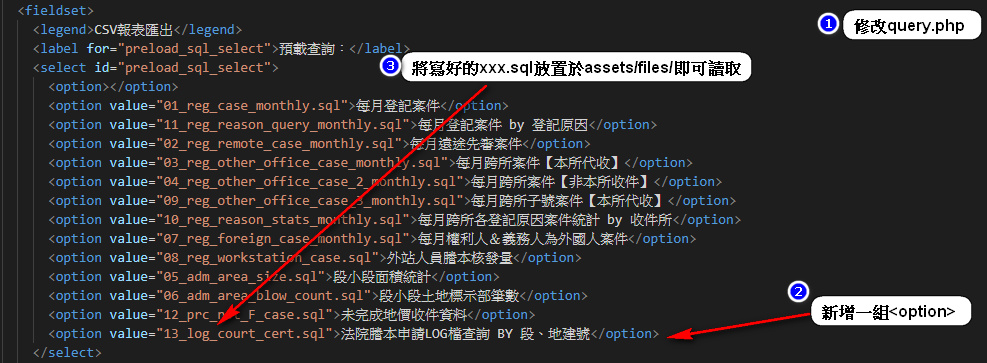 <fieldset>
<legend>CSV報表匯出</legend>
<label for="preload_sql_select">預載查詢：</label>
<select id="preload_sql_select">
<option></option>
<option value="01_reg_case_monthly.sql">每月登記案件</option>
<option value="11_reg_reason_query_monthly.sql">每月登記案件 by 登記原因</option>
<option value="02_reg_remote_case_monthly.sql">每月遠途先審案件</option>
<option value="03_reg_other_office_case_monthly.sql">每月跨所案件【本所代收】</option>
<option value="04_reg_other_office_case_2_monthly.sql">每月跨所案件【非本所收件】</option>
<option value="09_reg_other_office_case_3_monthly.sql">每月跨所子號案件【本所代收】</option>
<option value="10_reg_reason_stats_monthly.sql">每月跨所各登記原因案件統計 by 收件所</option>
<option value="07_reg_foreign_case_monthly.sql">每月權利人＆義務人為外國人案件</option>
<option value="08_reg_workstation_case.sql">外站人員謄本核發量</option>
<option value="05_adm_area_size.sql">段小段面積統計</option>
<option value="06_adm_area_blow_count.sql">段小段土地標示部筆數</option>
<option value="12_prc_not_F_case.sql">未完成地價收件資料</option>
<option value="13_log_court_cert.sql">法院謄本申請LOG檔查詢 BY 段、地建號</option>
</select>
1 修改query.php
3 將寫好的xxx.sql放置於assets/files/即可讀取
2 新增一組<option>